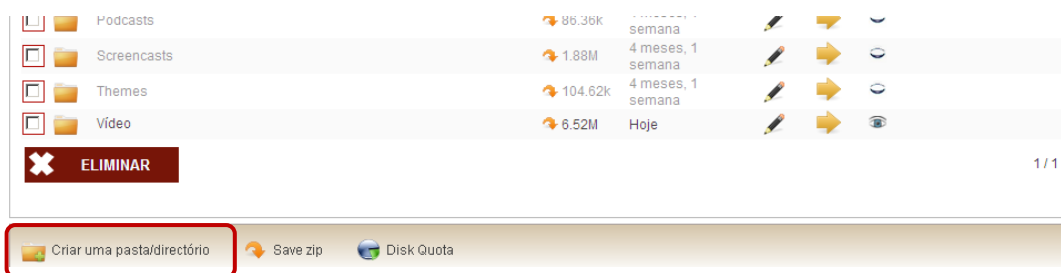 Podcasts 86.36k
semana
Screencasts 1.88M 4 meses, 1
semana
Themes 104.62k 4 meses, 1
semana
Vídeo 6.52M Hoje
ELIMINAR 1 / 1
Criar uma pasta/directório Save zip Disk Quota